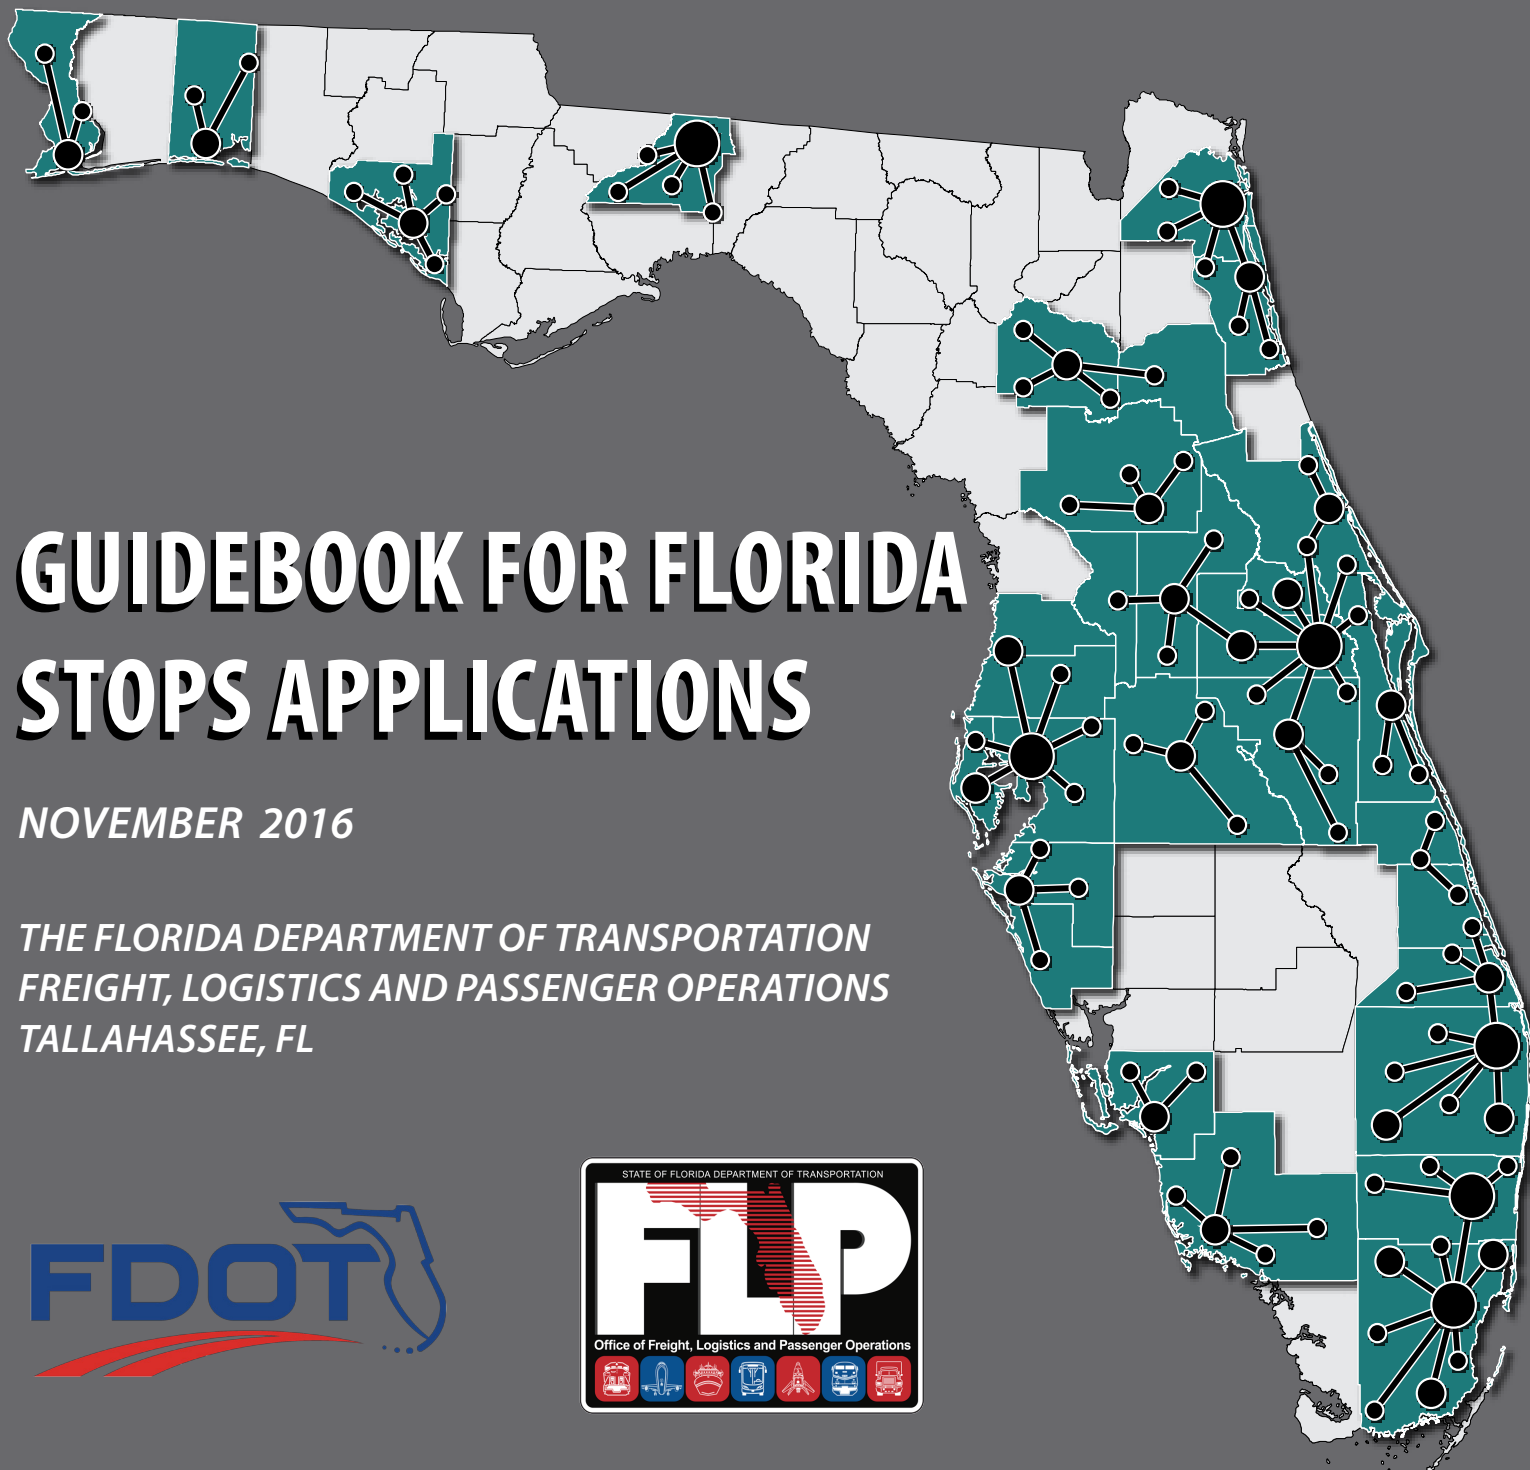 GUIDEBOOK FOR FLORIDA
STOPS APPLICATIONS
NOVEMBER 2016
THE FLORIDA DEPARTMENT OF TRANSPORTATION
FREIGHT, LOGISTICS AND PASSENGER OPERATIONS
TALLAHASSEE, FL
FDOT
STATE OF FLORIDA DEPARTMENT OF TRANSPORTATION
FLP
Office of Freight, Logistics and Passenger Operations